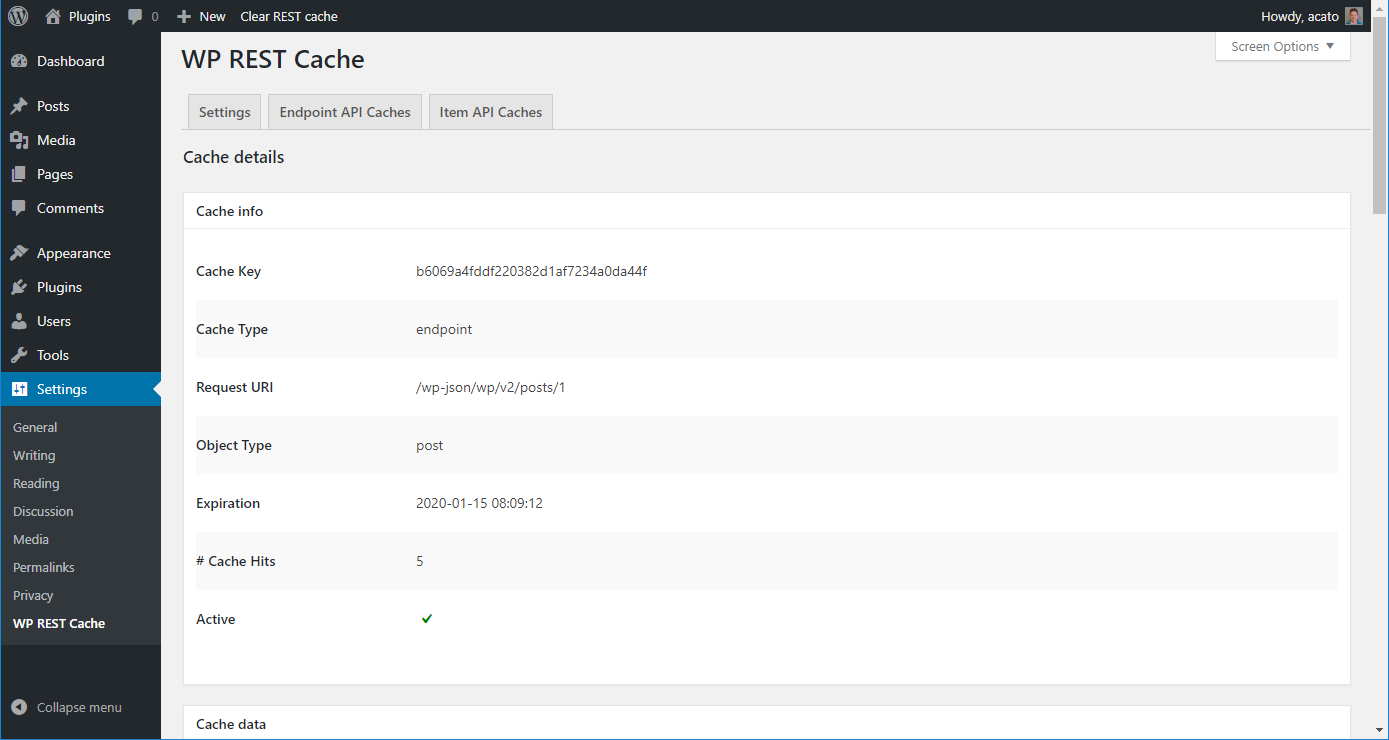 Plugins 0 New Clear REST cache Howdy, acato
Dashboard
Posts
Media
Pages
Comments
Appearance
Plugins
Users
Tools
Settings
General
Writing
Reading
Discussion
Media
Permalinks
Privacy
WP REST Cache
Collapse menu
WP REST Cache
Screen Options
Settings Endpoint API Caches Item API Caches
Cache details
Cache info
Cache Key b6069a4fddf220382d1af7234a0da44f
Cache Type endpoint
Request URI /wp-json/wp/v2/posts/1
Object Type post
Expiration 2020-01-15 08:09:12
# Cache Hits 5
Active
Cache data